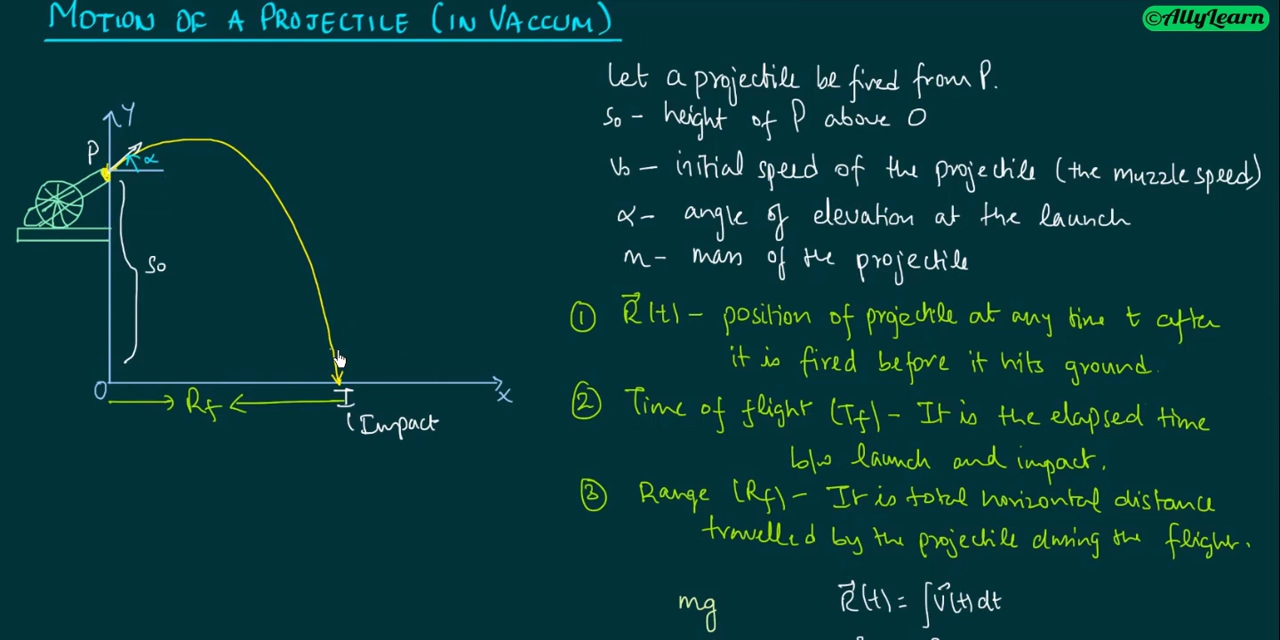 MOTION OF A PROJECTILE (IN VACCUM)
©AllyLearn
Let a projectile be fired from P.
s₀ - height of P above O
v₀ - initial speed of the projectile (the muzzle speed)
α - angle of elevation at the launch
m - mass of the projectile
① R⃗(t) - position of projectile at any time t after
it is fired before it hits ground.
② Time of flight (Tf) - It is the elapsed time
b/w launch and impact.
③ Range (Rf) - It is total horizontal distance
travelled by the projectile during the flight.
mg
R⃗(t) = ∫V⃗(t)dt
Y
P
α
s₀
O
Rf
I
Impact
x